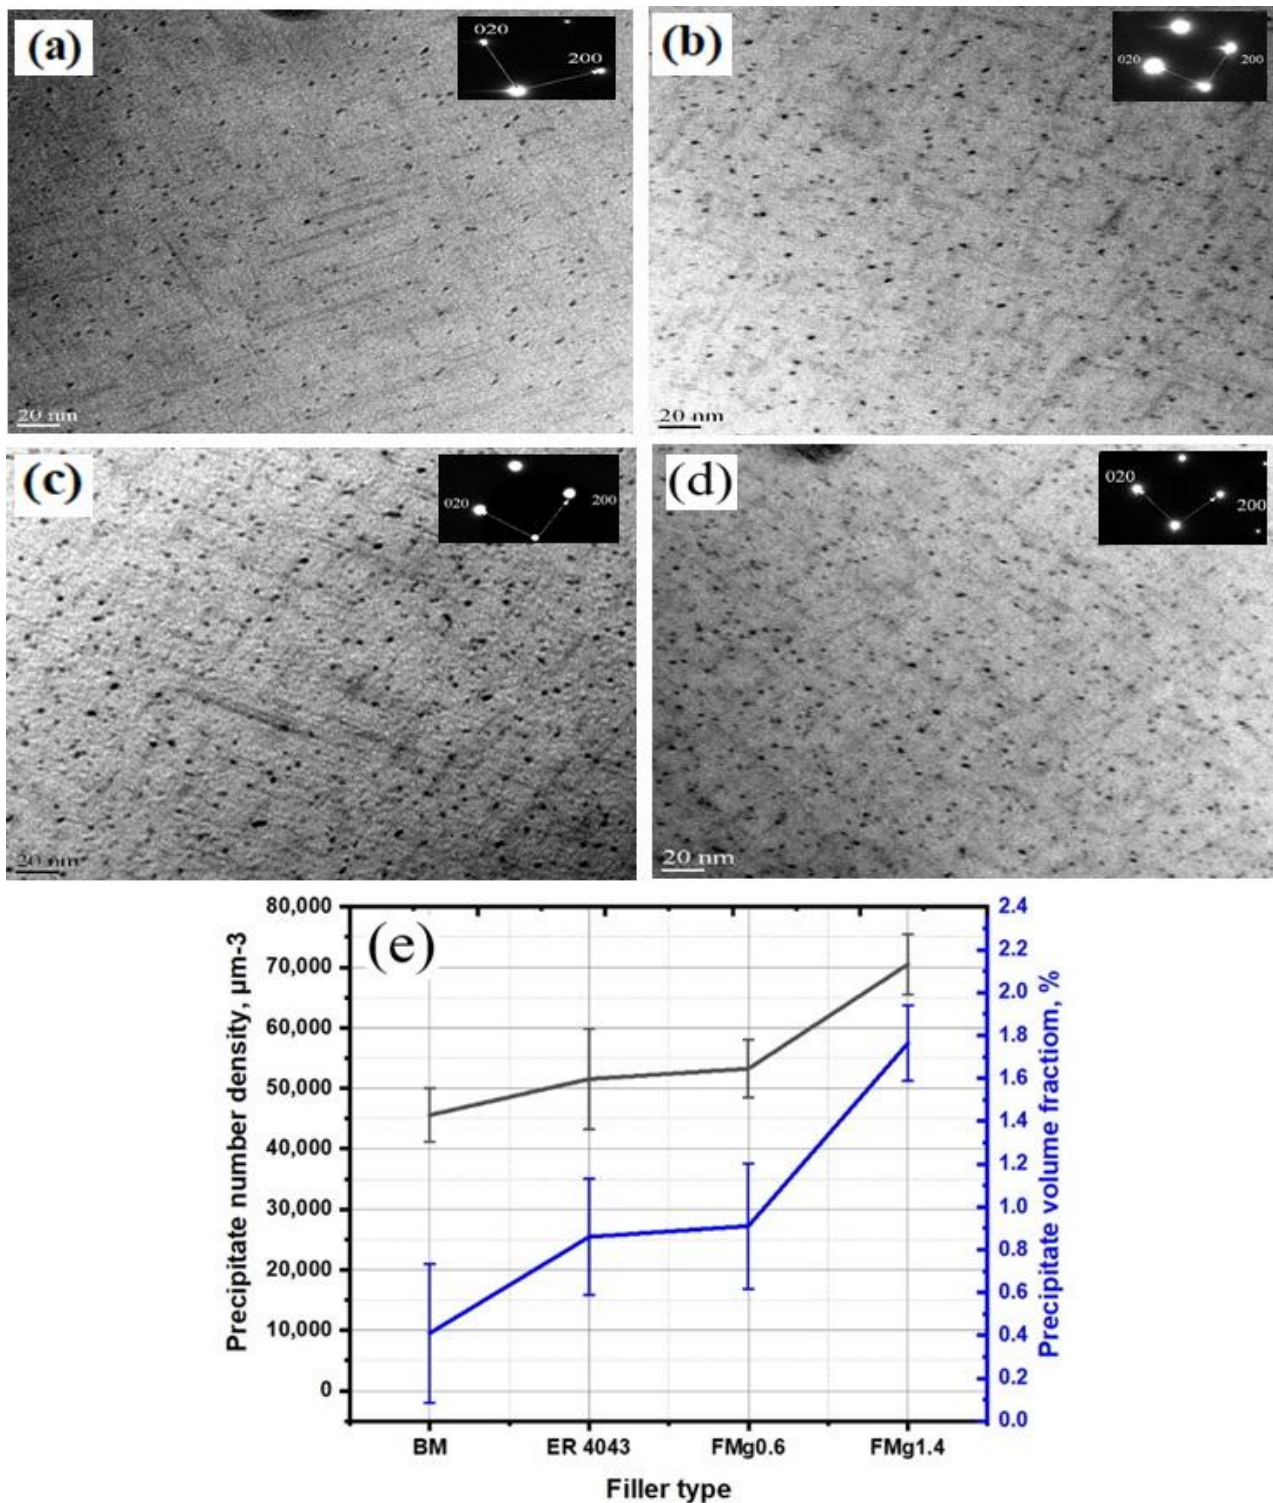 (a)
020
200
20 nm
(b)
020
200
20 nm
(c)
020
200
20 nm
(d)
020
200
20 nm
(e)
Precipitate number density, µm-3
80,000
70,000
60,000
50,000
40,000
30,000
20,000
10,000
0
2.4
2.2
2.0
1.8
1.6
1.4
1.2
1.0
0.8
0.6
0.4
0.2
0.0
Precipitate volume fractiom, %
BM ER 4043 FMg0.6 FMg1.4
Filler type